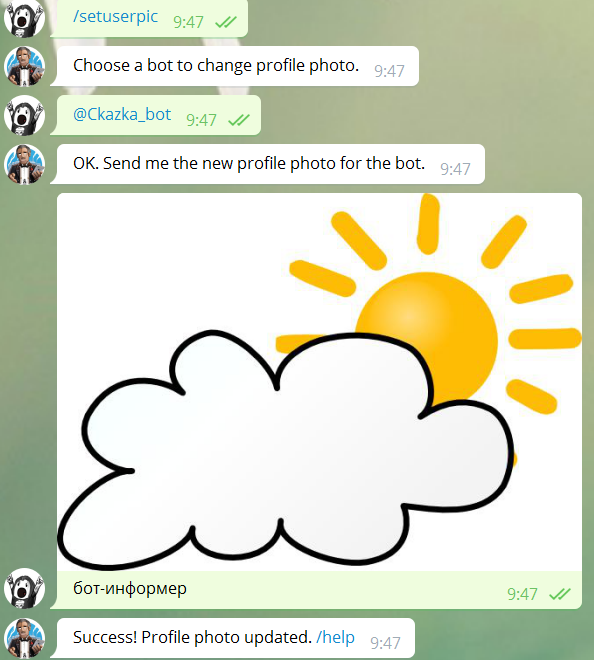 /setuserpic 9:47
Choose a bot to change profile photo. 9:47
@Ckazka_bot 9:47
OK. Send me the new profile photo for the bot. 9:47
бот-информер 9:47
Success! Profile photo updated. /help 9:47